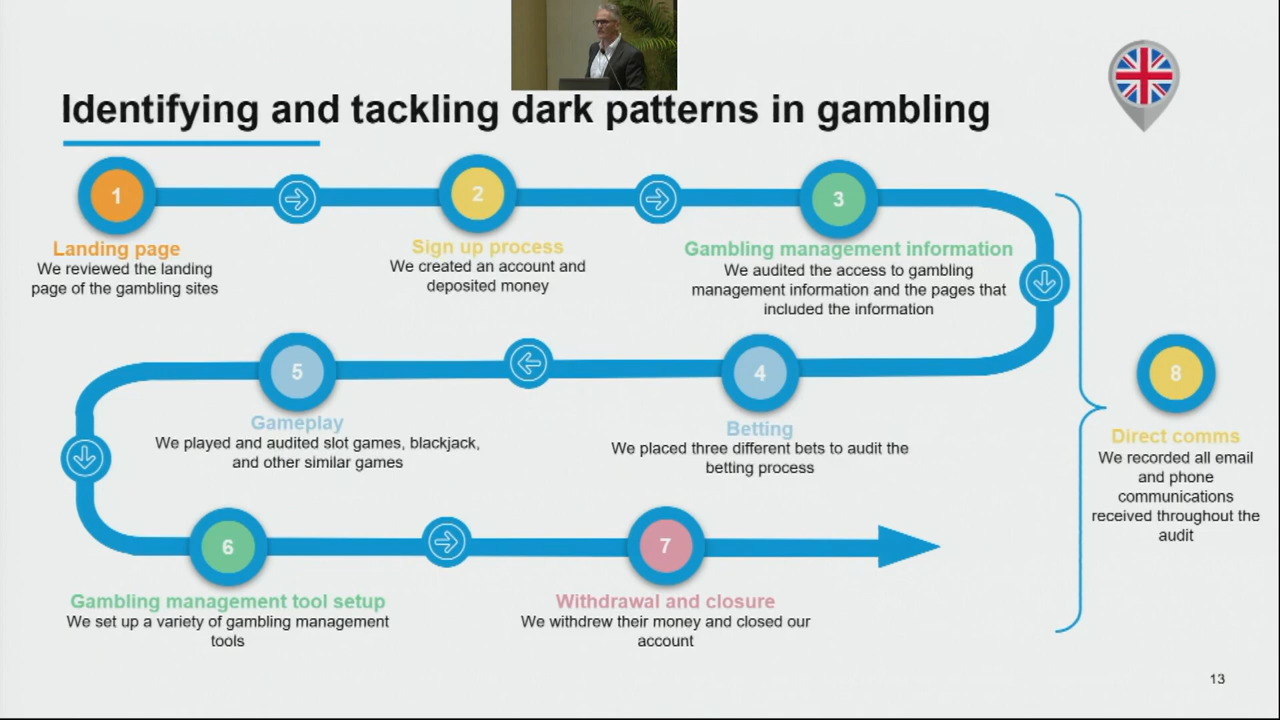 Identifying and tackling dark patterns in gambling
1
2
3
Landing page
We reviewed the landing
page of the gambling sites
Sign up process
We created an account and
deposited money
Gambling management information
We audited the access to gambling
management information and the pages that
included the information
5
4
Gameplay
We played and audited slot games, blackjack,
and other similar games
Betting
We placed three different bets to audit the
betting process
6
7
Gambling management tool setup
We set up a variety of gambling management
tools
Withdrawal and closure
We withdrew their money and closed our
account
8
Direct comms
We recorded all email
and phone
communications
received throughout the
audit
13